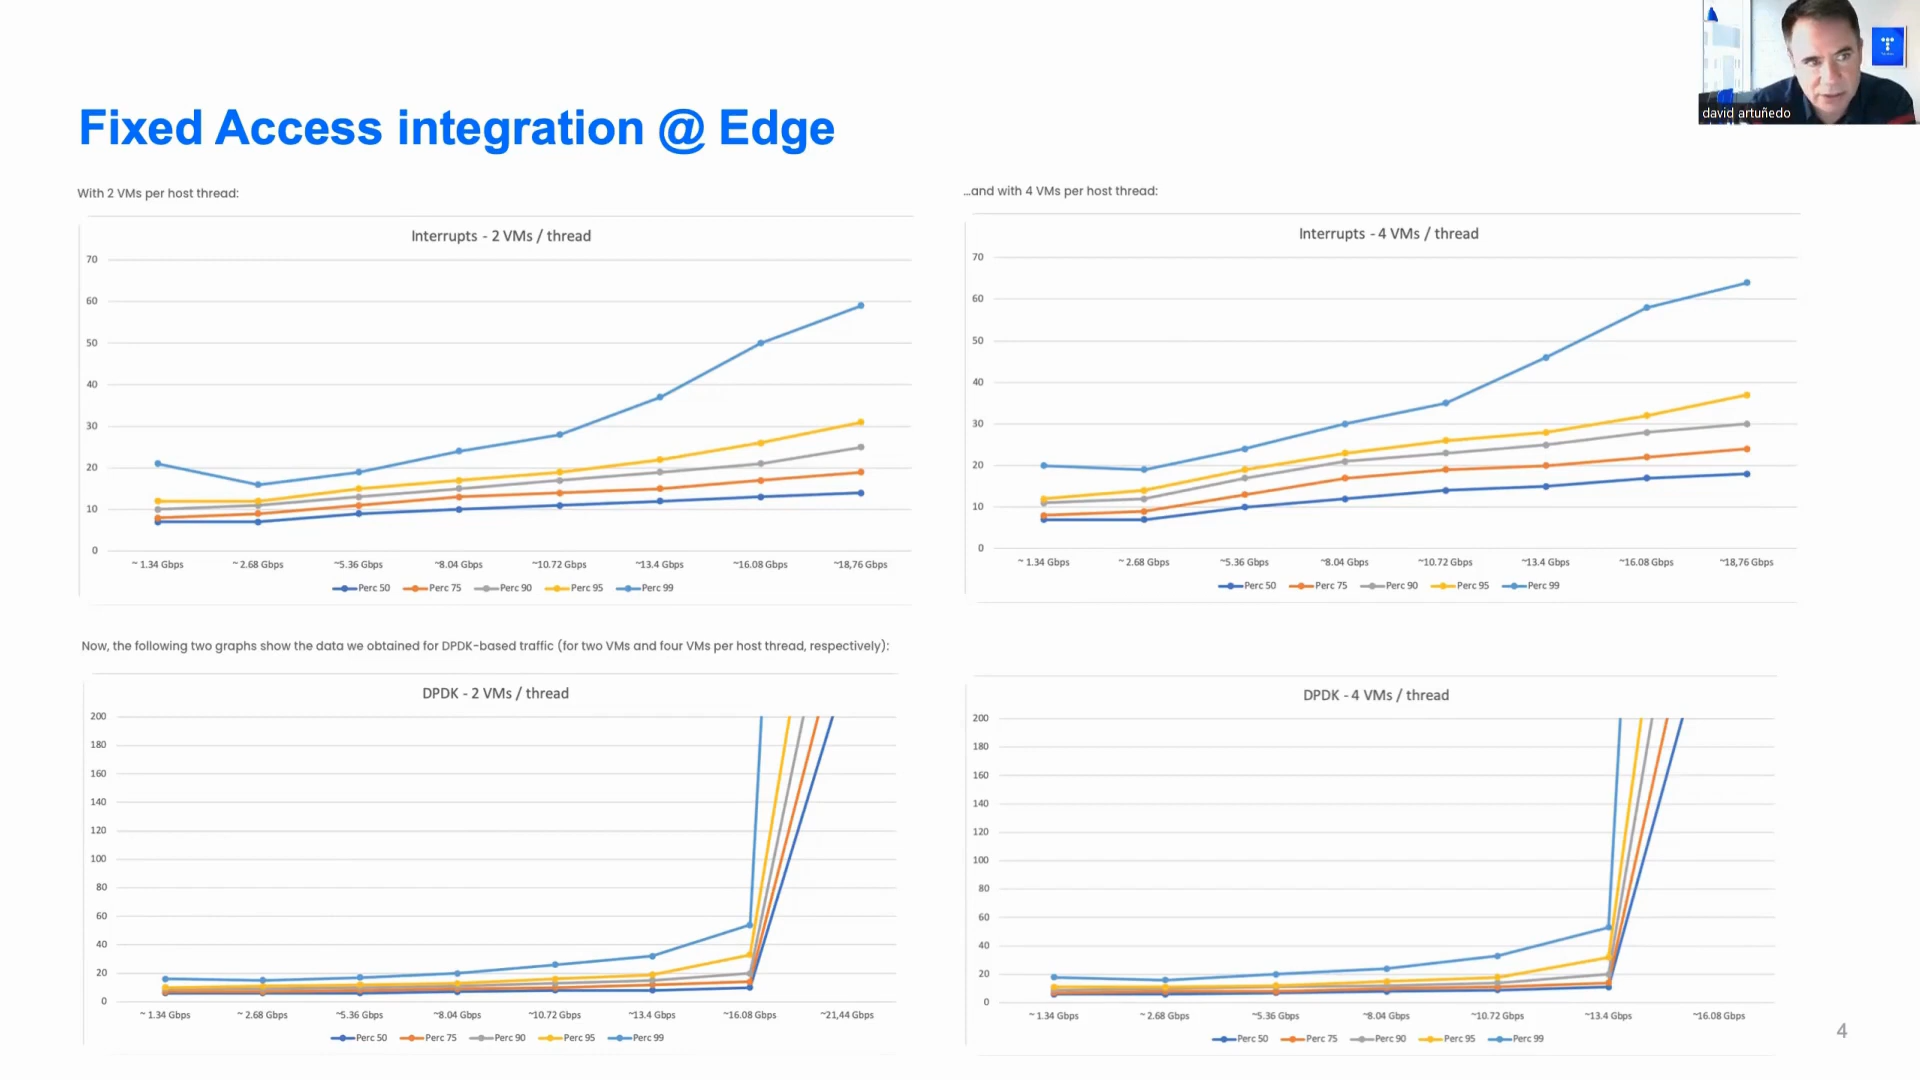 david artuñedo
Fixed Access integration @ Edge
With 2 VMs per host thread:
Interrupts - 2 VMs / thread
70
60
50
40
30
20
10
0
~ 1.34 Gbps ~ 2.68 Gbps ~5.36 Gbps ~8.04 Gbps ~10.72 Gbps ~13.4 Gbps ~16.08 Gbps ~18,76 Gbps
Perc 50 Perc 75 Perc 90 Perc 95 Perc 99
...and with 4 VMs per host thread:
Interrupts - 4 VMs / thread
70
60
50
40
30
20
10
0
~ 1.34 Gbps ~ 2.68 Gbps ~5.36 Gbps ~8.04 Gbps ~10.72 Gbps ~13.4 Gbps ~16.08 Gbps ~18,76 Gbps
Perc 50 Perc 75 Perc 90 Perc 95 Perc 99
Now, the following two graphs show the data we obtained for DPDK-based traffic (for two VMs and four VMs per host thread, respectively):
DPDK - 2 VMs / thread
200
180
160
140
120
100
80
60
40
20
0
~ 1.34 Gbps ~ 2.68 Gbps ~5.36 Gbps ~8.04 Gbps ~10.72 Gbps ~13.4 Gbps ~16.08 Gbps ~21,44 Gbps
Perc 50 Perc 75 Perc 90 Perc 95 Perc 99
DPDK - 4 VMs / thread
200
180
160
140
120
100
80
60
40
20
0
~ 1.34 Gbps ~ 2.68 Gbps ~5.36 Gbps ~8.04 Gbps ~10.72 Gbps ~13.4 Gbps ~16.08 Gbps
Perc 50 Perc 75 Perc 90 Perc 95 Perc 99
4